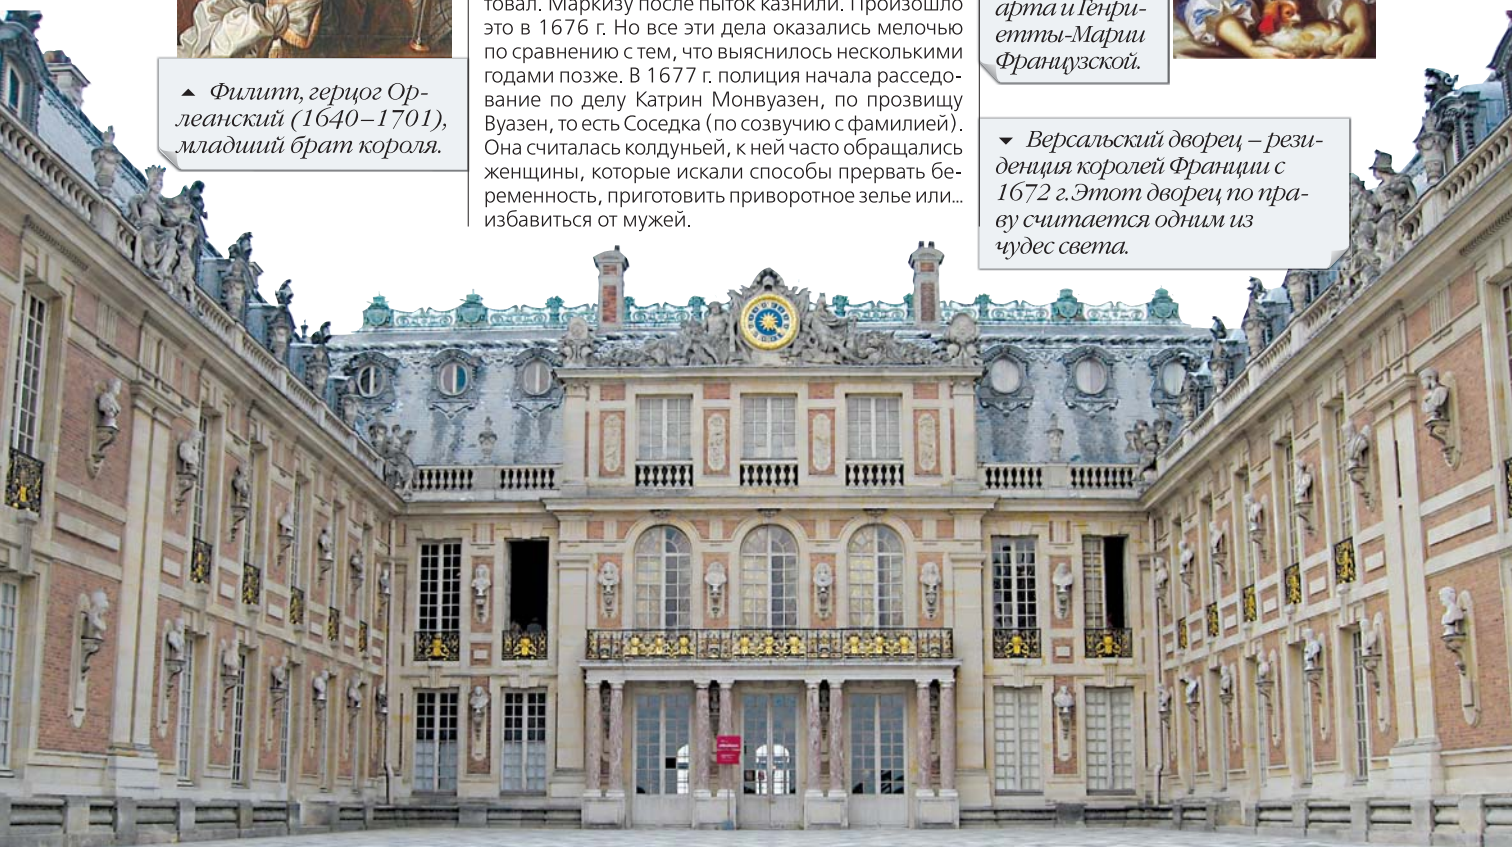 товал. Маркизу после пыток казнили. Произошло
это в 1676 г. Но все эти дела оказались мелочью
по сравнению с тем, что выяснилось несколькими
годами позже. В 1677 г. полиция начала расседо-
вание по делу Катрин Монвуазен, по прозвищу
Вуазен, то есть Соседка (по созвучию с фамилией).
Она считалась колдуньей, к ней часто обращались
женщины, которые искали способы прервать бе-
ременность, приготовить приворотное зелье или...
избавиться от мужей.
▲ Филипп, герцог Ор-
леанский (1640–1701),
младший брат короля.
арта и Генри-
етты-Марии
Французской.
▼ Версальский дворец – рези-
денция королей Франции с
1672 г.Этот дворец по пра-
ву считается одним из
чудес света.